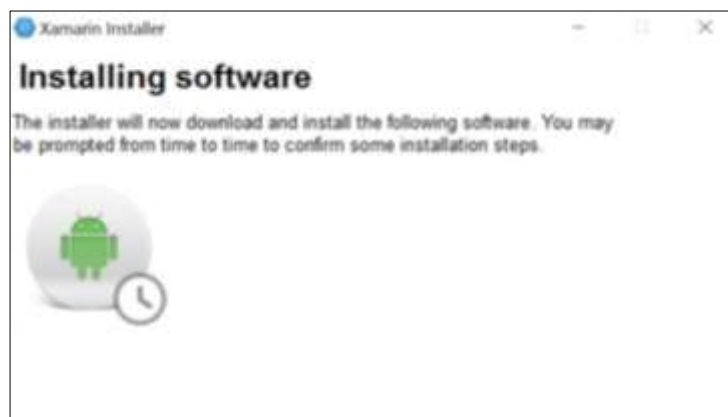 Xamarin Installer
Installing software
The installer will now download and install the following software. You may
be prompted from time to time to confirm some installation steps.